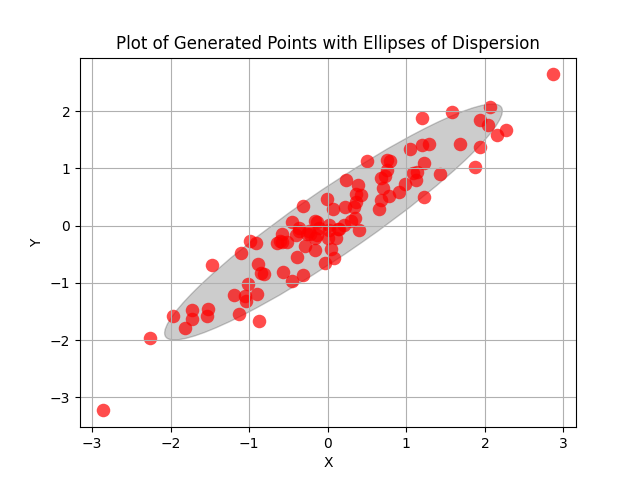 Plot of Generated Points with Ellipses of Dispersion
2
1
0
−1
−2
−3
Y
−3 −2 −1 0 1 2 3
X